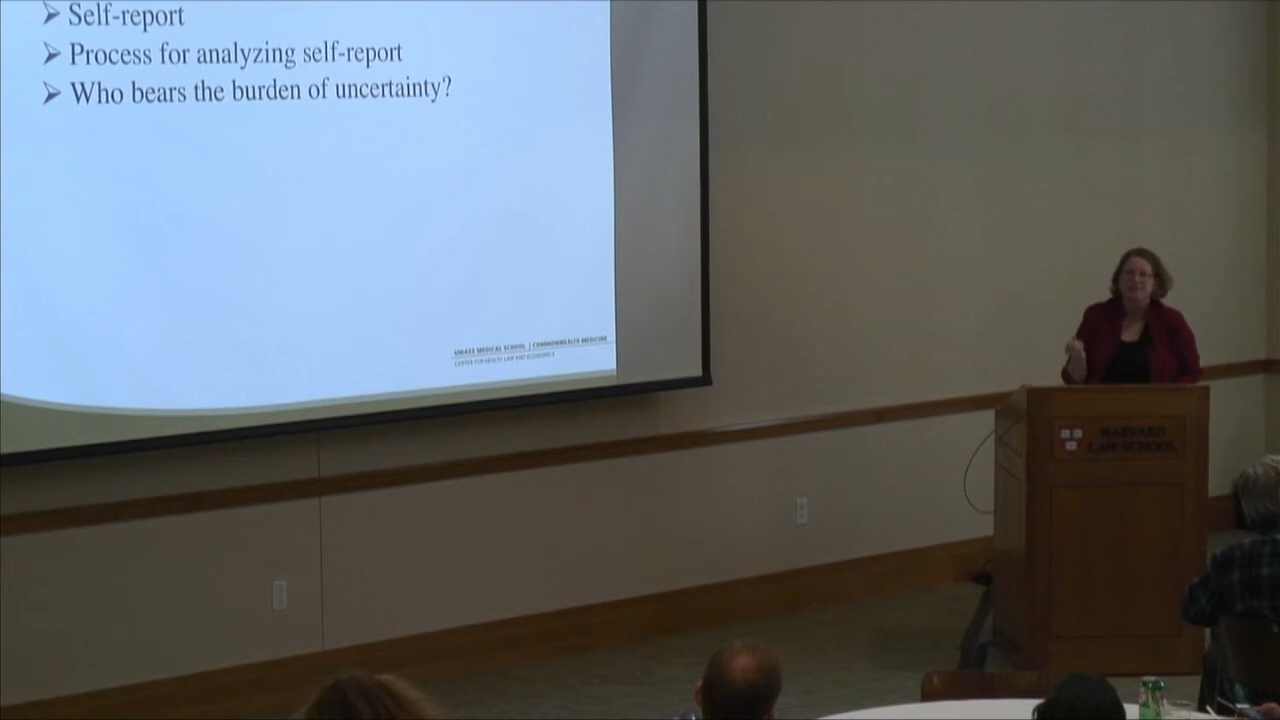 ➢ Self-report
➢ Process for analyzing self-report
➢ Who bears the burden of uncertainty?
UMASS MEDICAL SCHOOL | COMMONWEALTH MEDICINE
CENTER FOR HEALTH LAW AND ECONOMICS
HARVARD
LAW SCHOOL